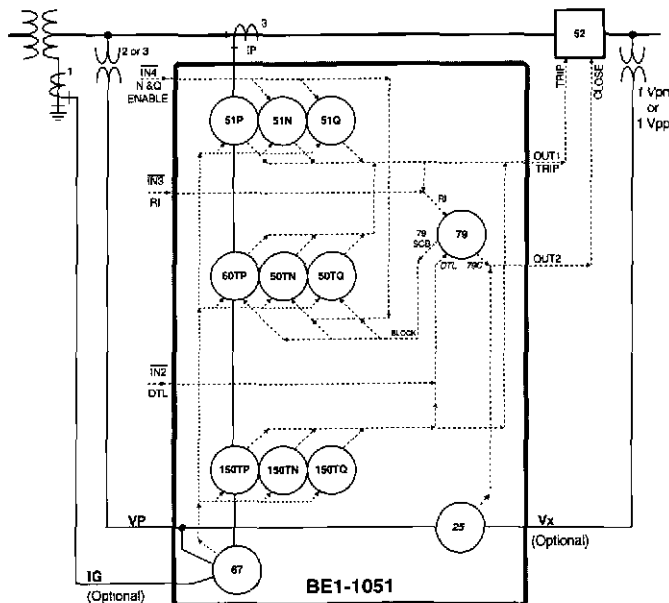 3
IP
2 or 3
1
52
TRIP
CLOSE
1 Vpn
or
1 Vpp
IN4
N & Q
ENABLE
51P
51N
51Q
OUT1
TRIP
IN3
RI
RI
79
79
SCB
OUT2
DTL
79C
50TP
50TN
50TQ
BLOCK
IN2
DTL
150TP
150TN
150TQ
VP
25
Vx
(Optional)
67
IG
(Optional)
BE1-1051